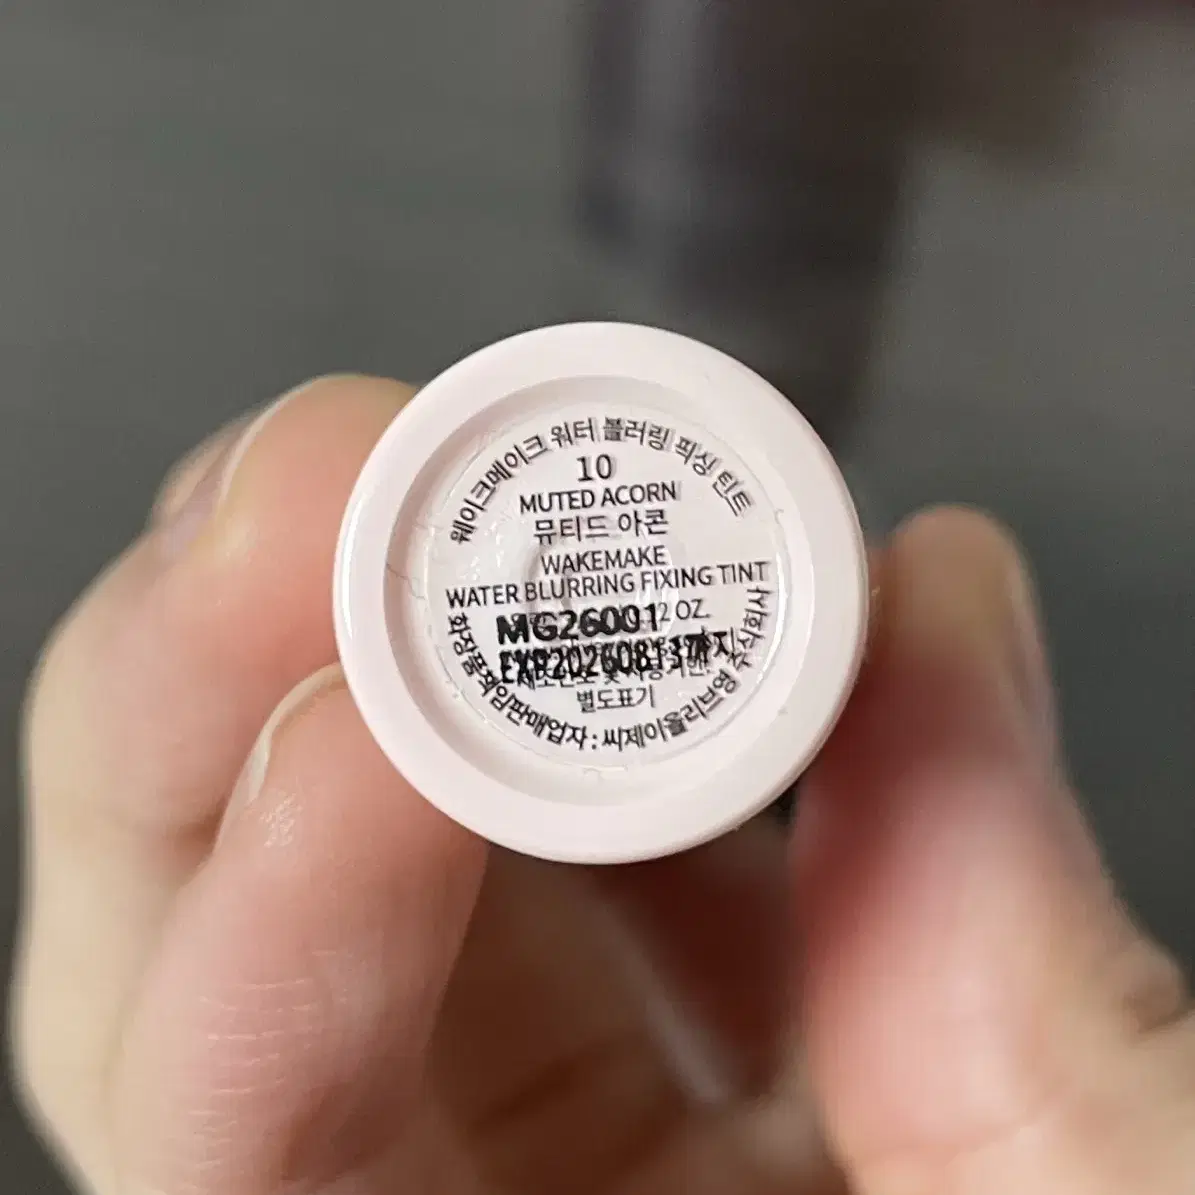 웨이크메이크 워터 블러링 픽싱 틴트
10
MUTED ACORN
뮤티드 아콘
WAKEMAKE
WATER BLURRING FIXING TINT
2 OZ.
MG26001
EXP20260813까지
별도표기
화장품책임판매업자 : 씨제이올리브영 주식회사